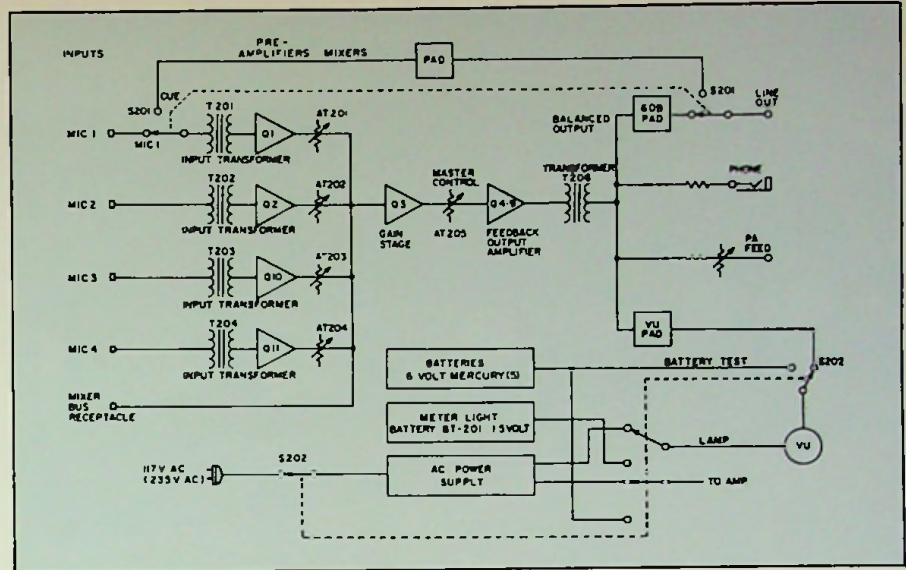 INPUTS
PRE-
AMPLIFIERS MIXERS
PAD
S201
CUE
T201
AT201
S201
LINE
OUT
MIC 1
MIC 1
Q1
INPUT TRANSFORMER
BALANCED
OUTPUT
6DB
PAD
T202
AT202
MASTER
CONTROL
TRANSFORMER
T206
PHONE
MIC 2
Q2
INPUT TRANSFORMER
Q3
GAIN
STAGE
AT205
FEEDBACK
OUTPUT
AMPLIFIER
T203
AT203
PA
FEED
MIC 3
Q10
INPUT TRANSFORMER
T204
AT204
VU
PAD
MIC 4
Q11
INPUT TRANSFORMER
BATTERIES
6 VOLT MERCURY (5)
BATTERY TEST
S202
MIXER
BUS
RECEPTACLE
METER LIGHT
BATTERY BT-201 1.5 VOLT
LAMP
VU
117V AC
(235V AC)
S202
AC POWER
SUPPLY
TO AMP